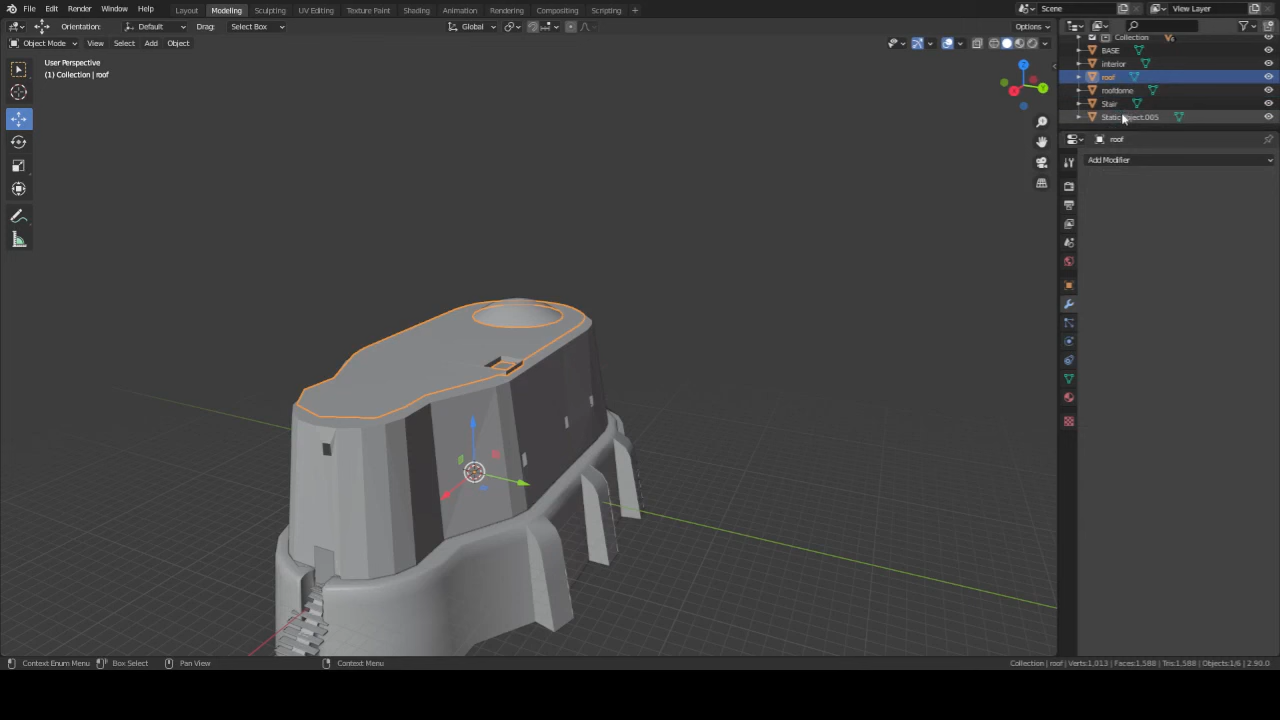 File Edit Render Window Help Layout Modeling Sculpting UV Editing Texture Paint Shading Animation Rendering Compositing Scripting + Scene View Layer
Orientation: Default Drag: Select Box Global Options
Object Mode View Select Add Object Collection
User Perspective BASE
(1) Collection | roof interior
roof
roofdome
Stair
roof
Add Modifier
Context Enum Menu Box Select Pan View Context Menu Collection | roof | Verts:1,013 | Faces:1,588 | Tris:1,588 | Objects:1/6 | 2.90.0